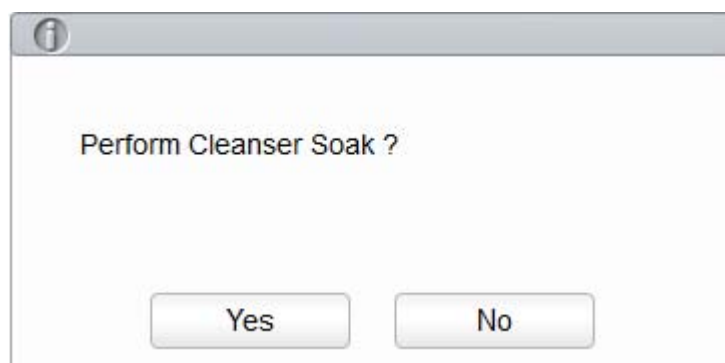 Perform Cleanser Soak ?
Yes
No